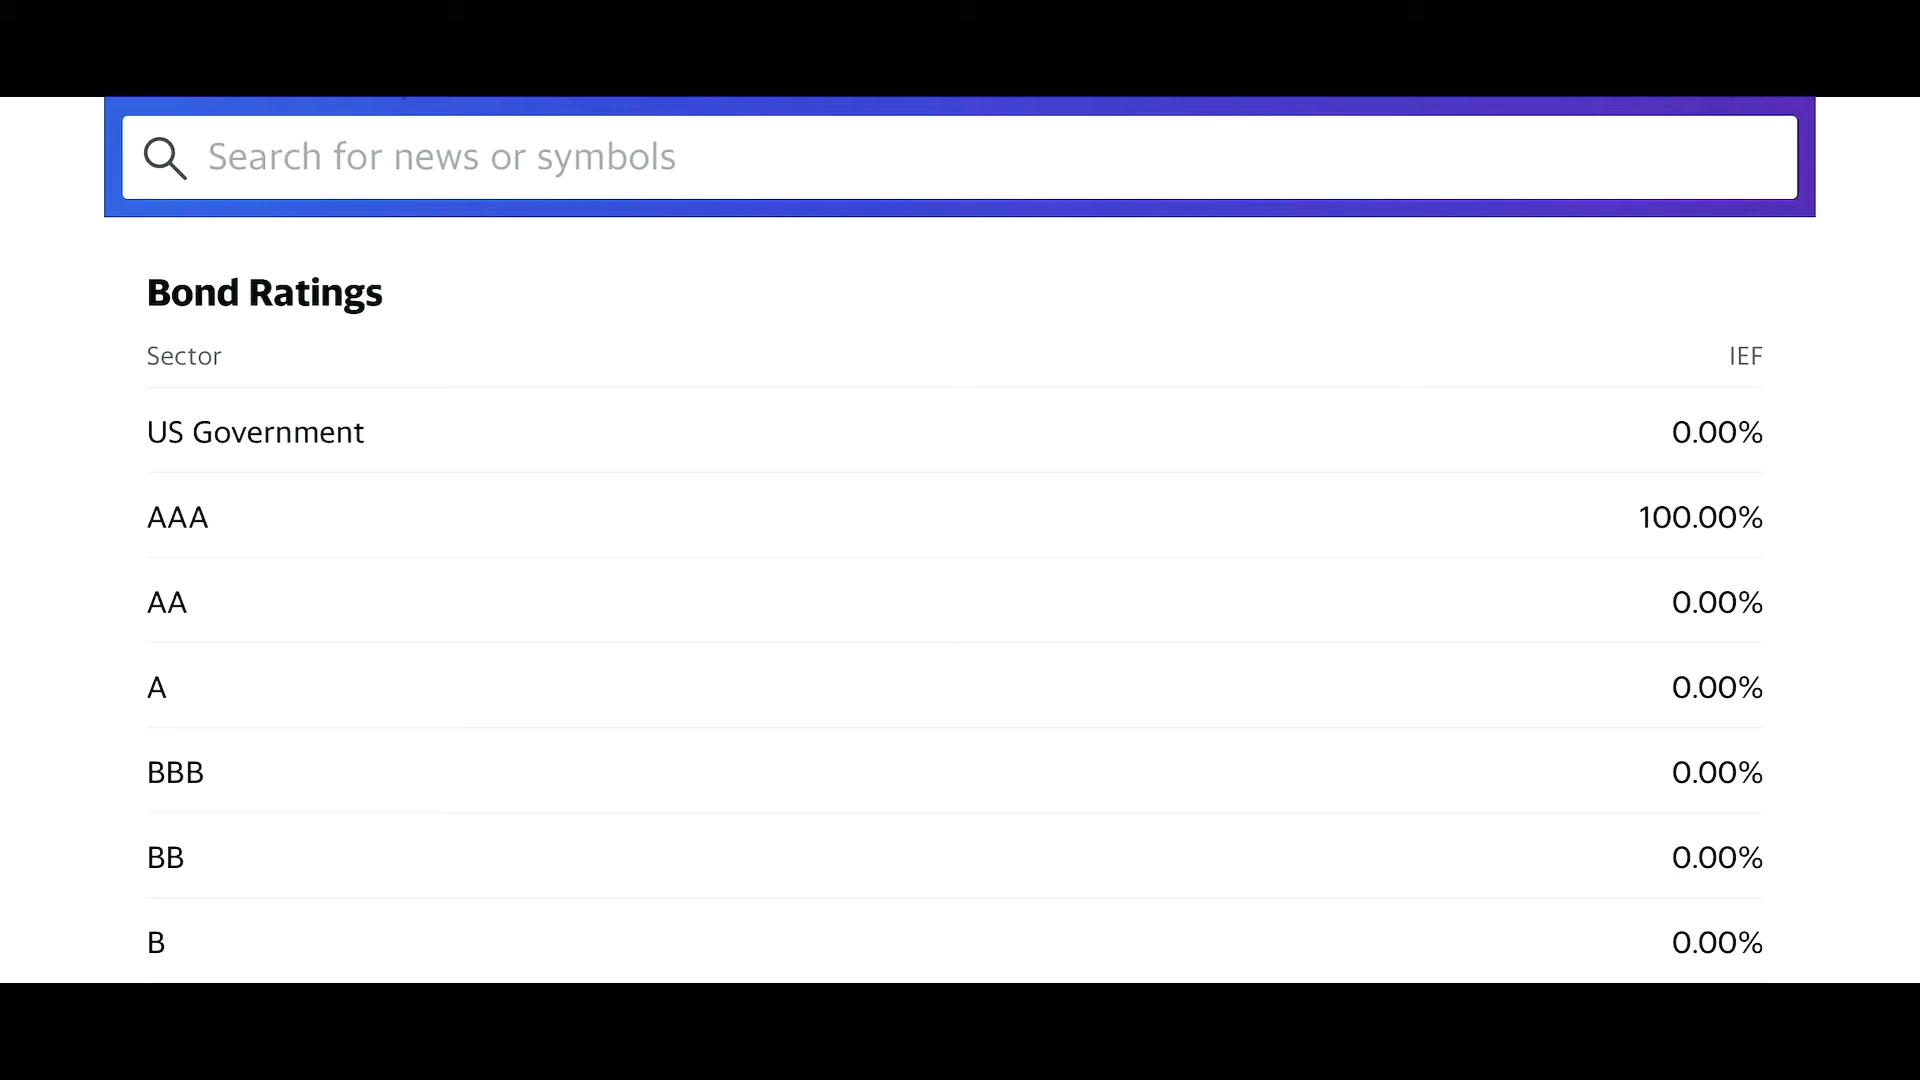 Search for news or symbols
Bond Ratings
Sector IEF
US Government 0.00%
AAA 100.00%
AA 0.00%
A 0.00%
BBB 0.00%
BB 0.00%
B 0.00%